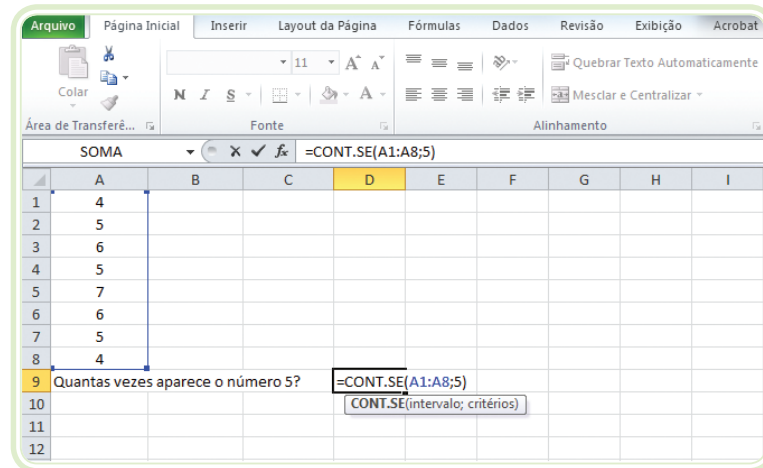 Arquivo Página Inicial Inserir Layout da Página Fórmulas Dados Revisão Exibição Acrobat
11 A A Quebrar Texto Automaticamente
Colar N I S A Mesclar e Centralizar
Área de Transferê... Fonte Alinhamento
SOMA fx =CONT.SE(A1:A8;5)
A B C D E F G H I
1 4
2 5
3 6
4 5
5 7
6 6
7 5
8 4
9 Quantas vezes aparece o número 5? =CONT.SE(A1:A8;5)
10 CONT.SE(intervalo; critérios)
11
12